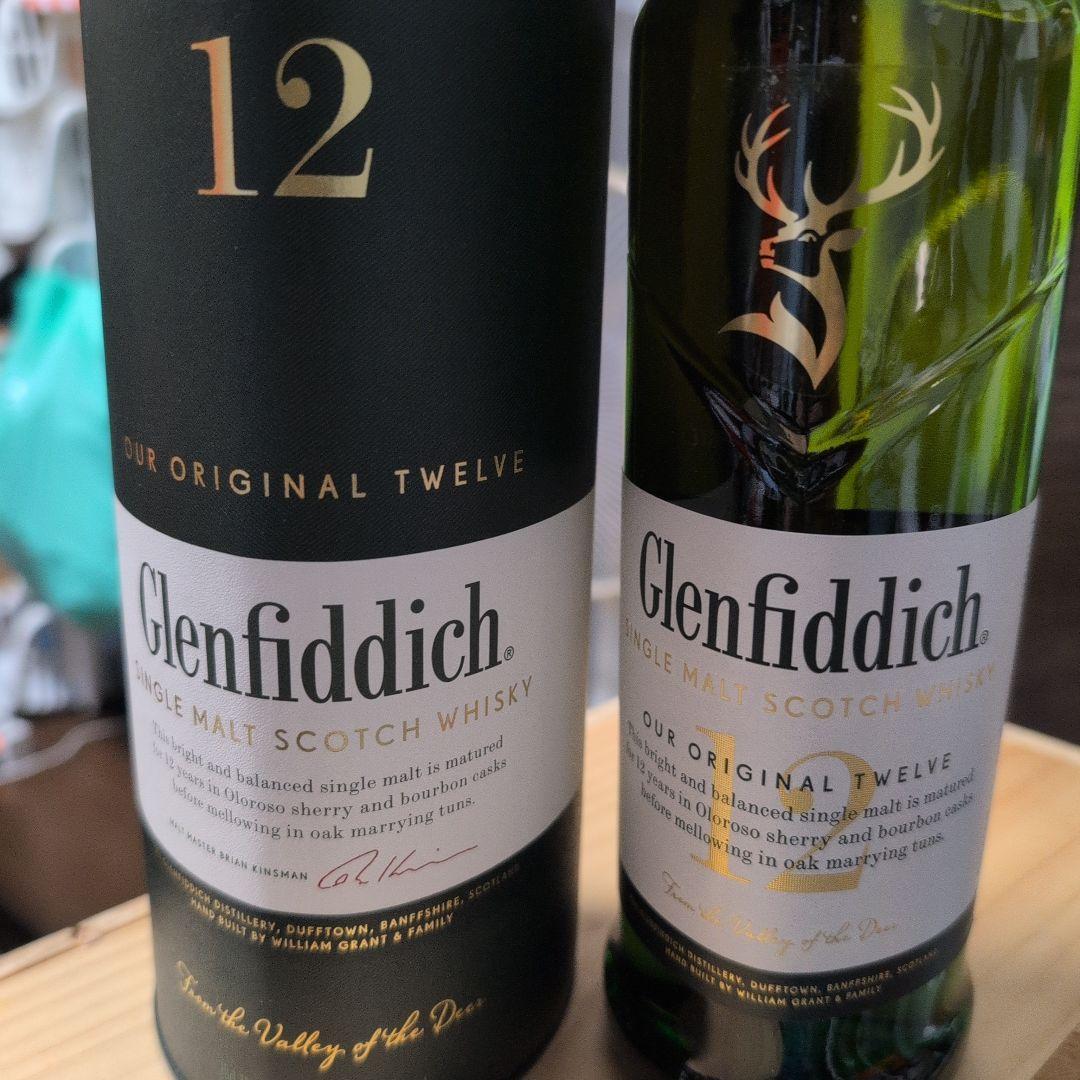 12
OUR ORIGINAL TWELVE
Glenfiddich®
SINGLE MALT SCOTCH WHISKY
This bright and balanced single malt is matured
for 12 years in Oloroso sherry and bourbon casks
before mellowing in oak marrying tuns.
MALT MASTER BRIAN KINSMAN
DISTILLERY, DUFFTOWN, BANFFSHIRE, SCOTLAND
HAND BUILT BY WILLIAM GRANT & FAMILY
From the Valley of the Deer
Glenfiddich®
SINGLE MALT SCOTCH WHISKY
12
OUR ORIGINAL TWELVE
This bright and balanced single malt is matured
for 12 years in Oloroso sherry and bourbon casks
before mellowing in oak marrying tuns.
From the Valley of the Deer
DISTILLERY, DUFFTOWN, BANFFSHIRE, SCOTLAND
HAND BUILT BY WILLIAM GRANT & FAMILY